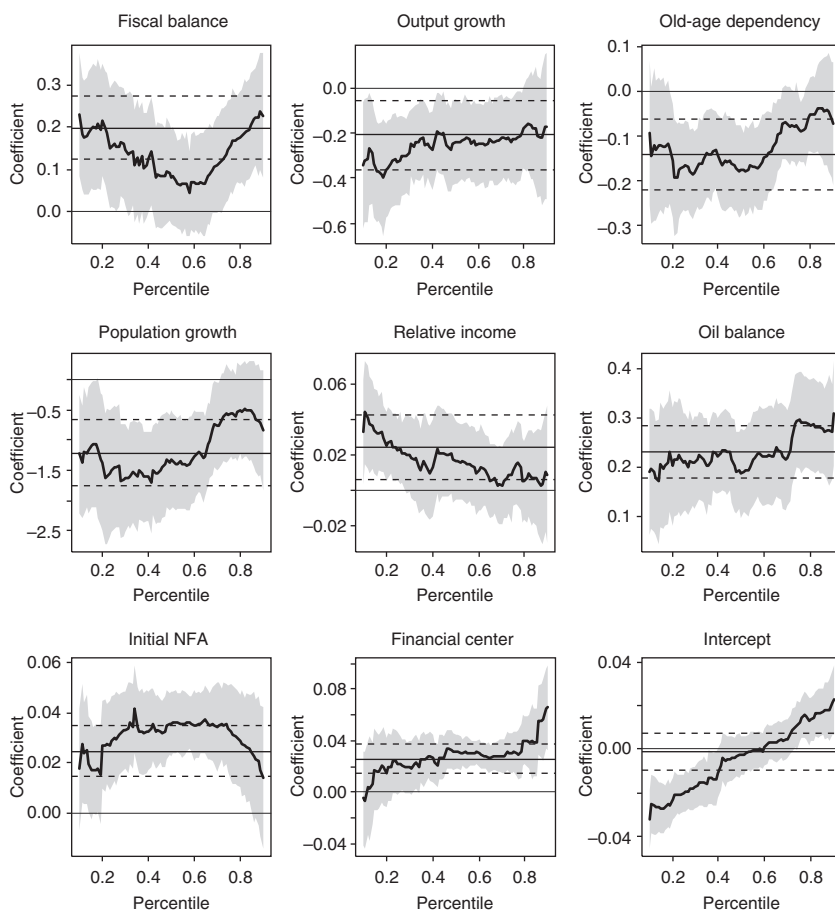 Fiscal balance
Coefficient
0.3
0.2
0.1
0.0
0.2 0.4 0.6 0.8
Percentile
Output growth
Coefficient
0.0
−0.2
−0.4
−0.6
0.2 0.4 0.6 0.8
Percentile
Old-age dependency
Coefficient
0.1
0.0
−0.1
−0.2
−0.3
0.2 0.4 0.6 0.8
Percentile
Population growth
Coefficient
−0.5
−1.5
−2.5
0.2 0.4 0.6 0.8
Percentile
Relative income
Coefficient
0.06
0.02
−0.02
0.2 0.4 0.6 0.8
Percentile
Oil balance
Coefficient
0.4
0.3
0.2
0.1
0.2 0.4 0.6 0.8
Percentile
Initial NFA
Coefficient
0.06
0.04
0.02
0.00
0.2 0.4 0.6 0.8
Percentile
Financial center
Coefficient
0.08
0.04
0.00
−0.04
0.2 0.4 0.6 0.8
Percentile
Intercept
Coefficient
0.04
0.00
−0.04
0.2 0.4 0.6 0.8
Percentile